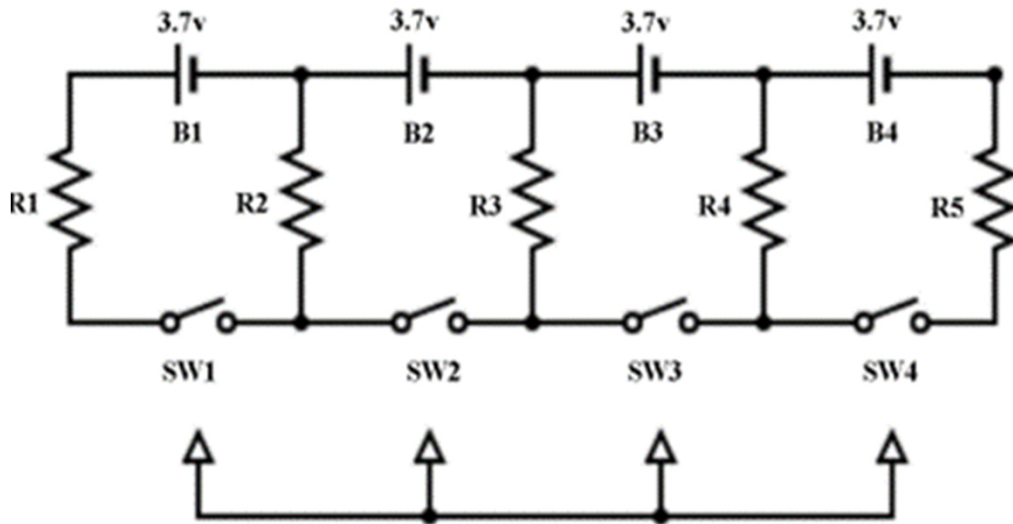 3.7v 3.7v 3.7v 3.7v
B1 B2 B3 B4
R1 R2 R3 R4 R5
SW1 SW2 SW3 SW4